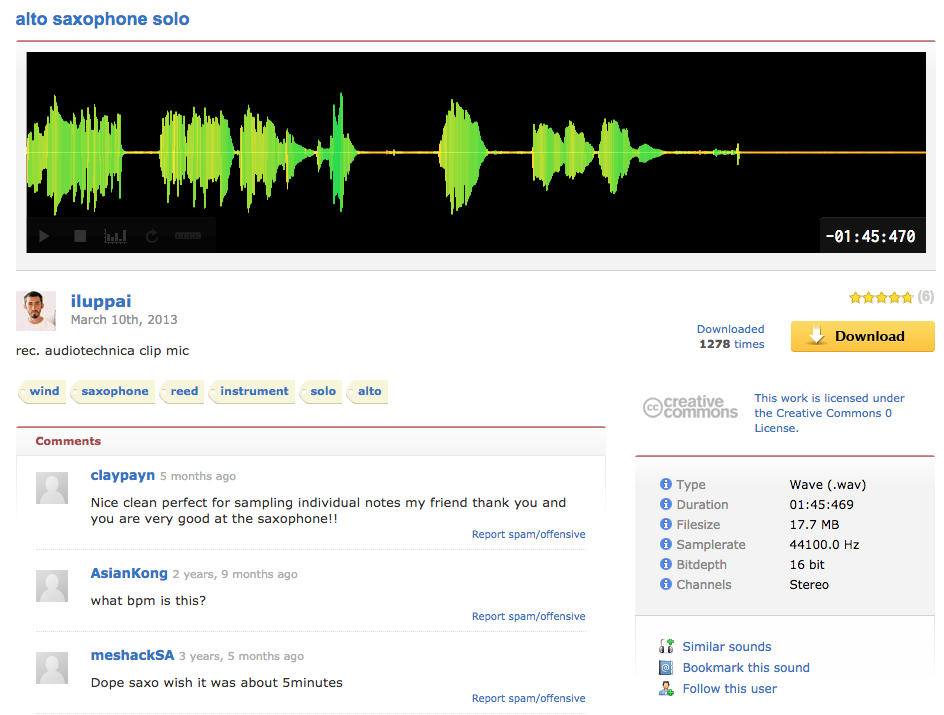 alto saxophone solo
-01:45:470
iluppai
March 10th, 2013
(6)
Downloaded
1278 times
Download
rec. audiotechnica clip mic
wind saxophone reed instrument solo alto
cc creative
commons
This work is licensed under
the Creative Commons 0
License.
Comments
claypayn 5 months ago
Nice clean perfect for sampling individual notes my friend thank you and
you are very good at the saxophone!!
Report spam/offensive
AsianKong 2 years, 9 months ago
what bpm is this?
Report spam/offensive
meshackSA 3 years, 5 months ago
Dope saxo wish it was about 5minutes
Report spam/offensive
Type Wave (.wav)
Duration 01:45:469
Filesize 17.7 MB
Samplerate 44100.0 Hz
Bitdepth 16 bit
Channels Stereo
Similar sounds
Bookmark this sound
Follow this user